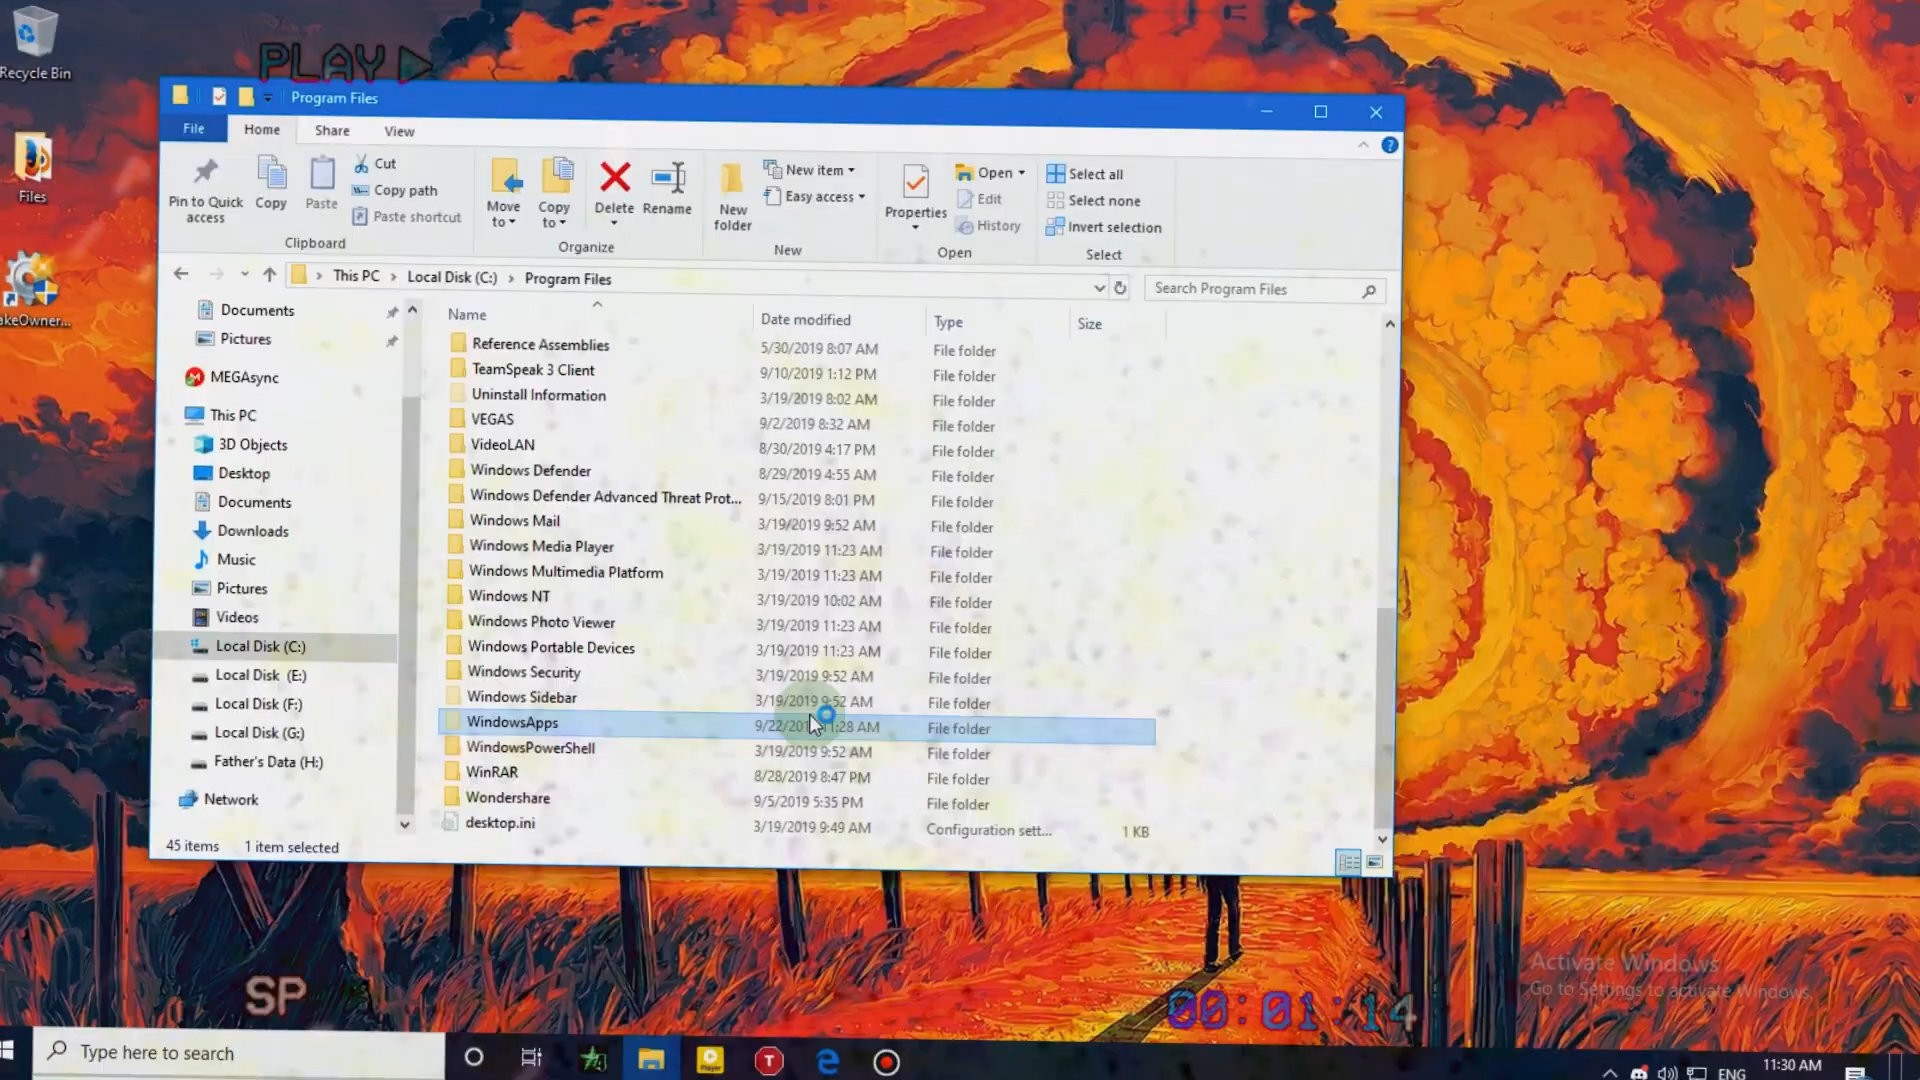 Recycle Bin
PLAY
Program Files
File
Home
Share
View
Files
Pin to Quick access
Copy
Paste
Cut
Copy path
Paste shortcut
Clipboard
Move to
Copy to
Delete
Rename
Organize
New folder
New item
Easy access
New
Properties
Open
Edit
History
Open
Select all
Select none
Invert selection
Select
This PC
Local Disk (C:)
Program Files
Search Program Files
akeOwner...
Documents
Pictures
MEGAsync
This PC
3D Objects
Desktop
Documents
Downloads
Music
Pictures
Videos
Local Disk (C:)
Local Disk (E:)
Local Disk (F:)
Local Disk (G:)
Father's Data (H:)
Network
Name Date modified Type Size
Reference Assemblies 5/30/2019 8:07 AM File folder
TeamSpeak 3 Client 9/10/2019 1:12 PM File folder
Uninstall Information 3/19/2019 8:02 AM File folder
VEGAS 9/2/2019 8:32 AM File folder
VideoLAN 8/30/2019 4:17 PM File folder
Windows Defender 8/29/2019 4:55 AM File folder
Windows Defender Advanced Threat Prot... 9/15/2019 8:01 PM File folder
Windows Mail 3/19/2019 9:52 AM File folder
Windows Media Player 3/19/2019 11:23 AM File folder
Windows Multimedia Platform 3/19/2019 11:23 AM File folder
Windows NT 3/19/2019 10:02 AM File folder
Windows Photo Viewer 3/19/2019 11:23 AM File folder
Windows Portable Devices 3/19/2019 11:23 AM File folder
Windows Security 3/19/2019 9:52 AM File folder
Windows Sidebar 3/19/2019 9:52 AM File folder
WindowsApps 11:28 AM File folder
WindowsPowerShell 3/19/2019 9:52 AM File folder
WinRAR 8/28/2019 8:47 PM File folder
Wondershare 9/5/2019 5:35 PM File folder
desktop.ini 3/19/2019 9:49 AM Configuration sett... 1 KB
45 items 1 item selected
Activate Windows
Go to Settings to activate Windows.
SP
00:01:14
Type here to search
Player
T
ENG
11:30 AM